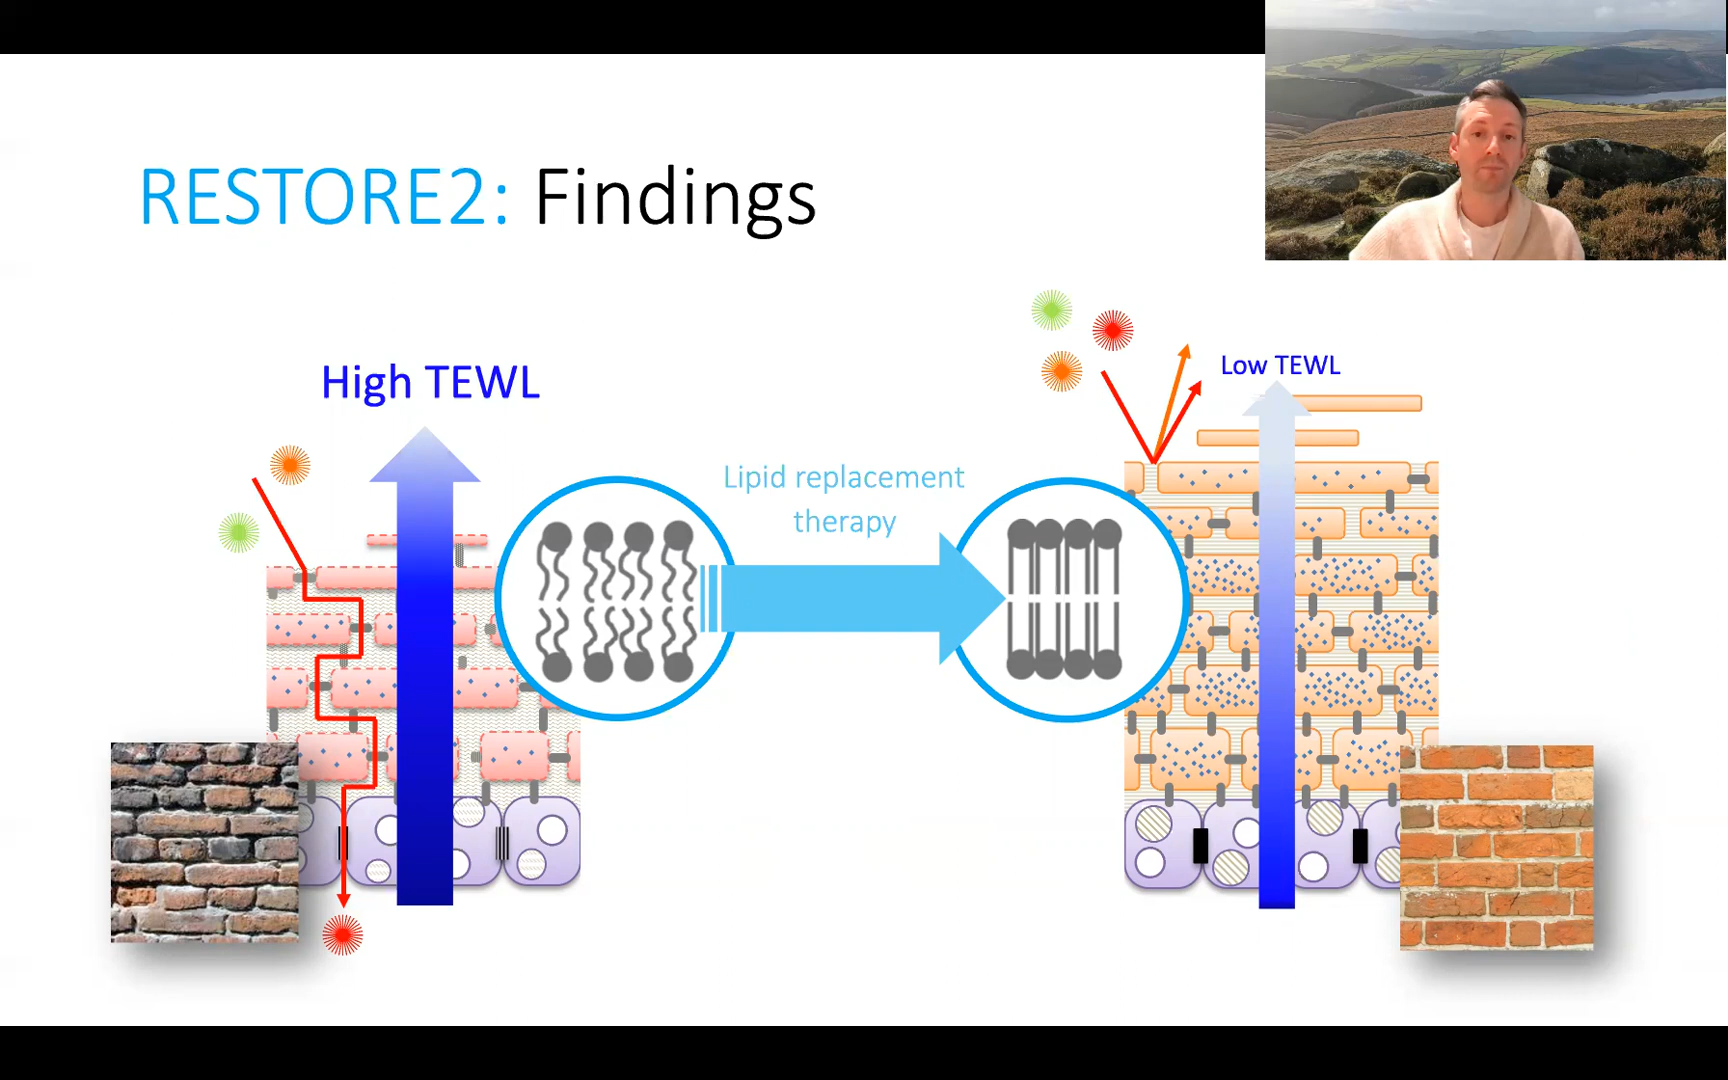 RESTORE2: Findings
High TEWL
Lipid replacement
therapy
Low TEWL